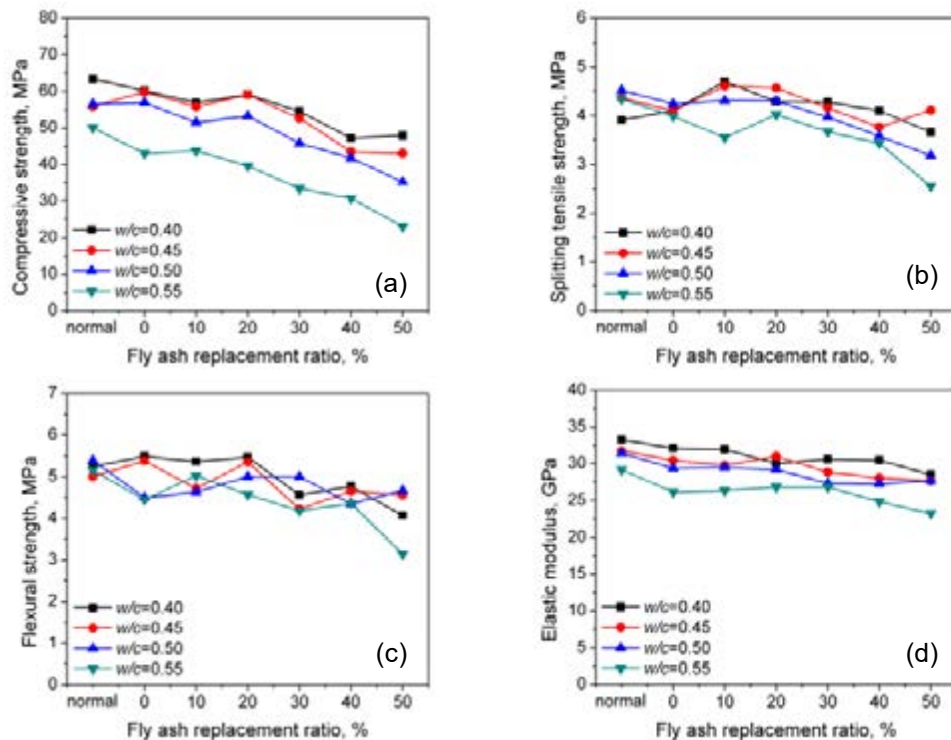 80
70
60
50
40
30
20
10
0
Compressive strength, MPa
w/c=0.40
w/c=0.45
w/c=0.50
w/c=0.55
(a)
normal 0 10 20 30 40 50
Fly ash replacement ratio, %
6
5
4
3
2
1
0
Splitting tensile strength, MPa
w/c=0.40
w/c=0.45
w/c=0.50
w/c=0.55
(b)
normal 0 10 20 30 40 50
Fly ash replacement ratio, %
7
6
5
4
3
2
1
0
Flexural strength, MPa
w/c=0.40
w/c=0.45
w/c=0.50
w/c=0.55
(c)
normal 0 10 20 30 40 50
Fly ash replacement ratio, %
40
35
30
25
20
15
10
5
0
Elastic modulus, GPa
w/c=0.40
w/c=0.45
w/c=0.50
w/c=0.55
(d)
normal 0 10 20 30 40 50
Fly ash replacement ratio, %